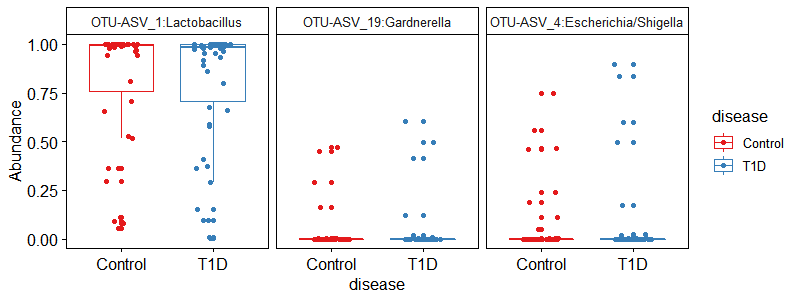 OTU-ASV_1:Lactobacillus OTU-ASV_19:Gardnerella OTU-ASV_4:Escherichia/Shigella
Abundance
1.00
0.75
0.50
0.25
0.00
Control T1D Control T1D Control T1D
disease
disease
Control
T1D